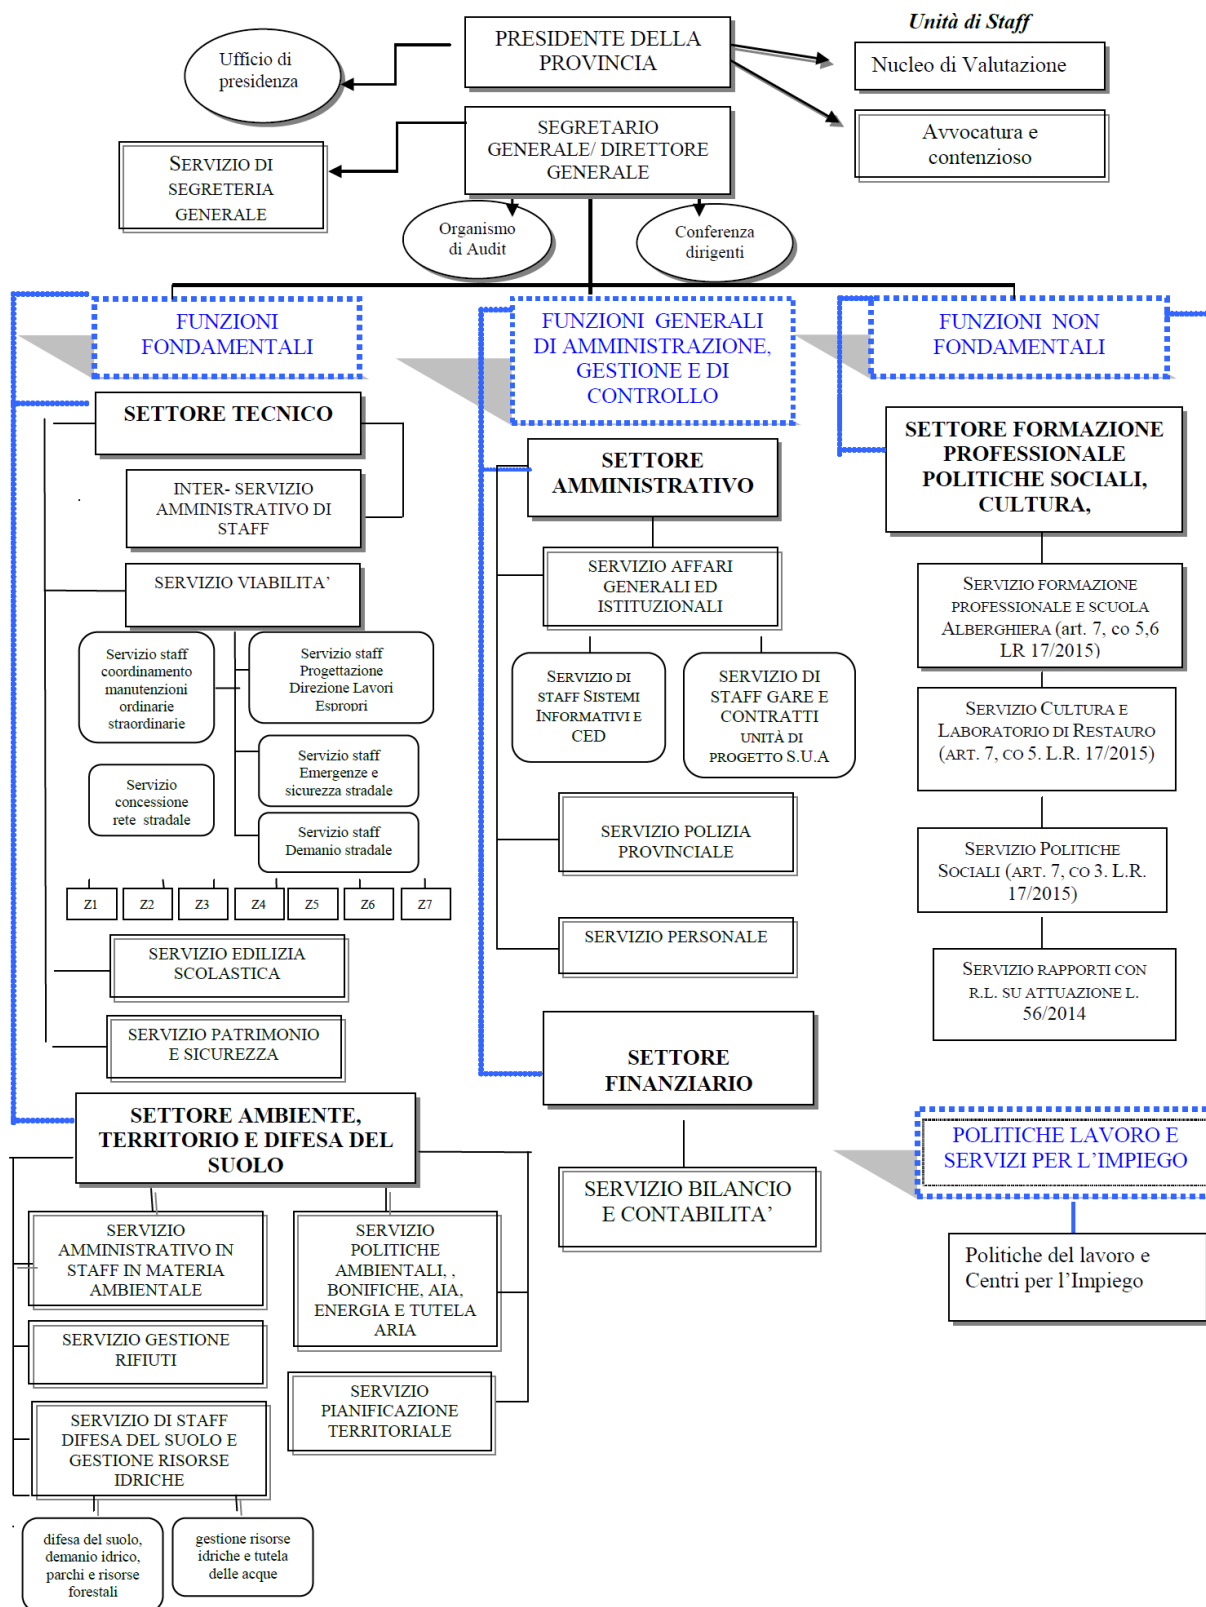 Unità di Staff
PRESIDENTE DELLA
PROVINCIA
Ufficio di
presidenza
Nucleo di Valutazione
Avvocatura e
contenzioso
SEGRETARIO
GENERALE/ DIRETTORE
GENERALE
SERVIZIO DI
SEGRETERIA
GENERALE
Organismo
di Audit
Conferenza
dirigenti
FUNZIONI
FONDAMENTALI
FUNZIONI GENERALI
DI AMMINISTRAZIONE,
GESTIONE E DI
CONTROLLO
FUNZIONI NON
FONDAMENTALI
SETTORE TECNICO
INTER- SERVIZIO
AMMINISTRATIVO DI
STAFF
SERVIZIO VIABILITA’
Servizio staff
coordinamento
manutenzioni
ordinarie
straordinarie
Servizio staff
Progettazione
Direzione Lavori
Espropri
Servizio staff
Emergenze e
sicurezza stradale
Servizio
concessione
rete stradale
Servizio staff
Demanio stradale
Z1
Z2
Z3
Z4
Z5
Z6
Z7
SERVIZIO EDILIZIA
SCOLASTICA
SERVIZIO PATRIMONIO
E SICUREZZA
SETTORE AMBIENTE,
TERRITORIO E DIFESA DEL
SUOLO
SERVIZIO
AMMINISTRATIVO IN
STAFF IN MATERIA
AMBIENTALE
SERVIZIO
POLITICHE
AMBIENTALI, ,
BONIFICHE, AIA,
ENERGIA E TUTELA
ARIA
SERVIZIO GESTIONE
RIFIUTI
SERVIZIO
PIANIFICAZIONE
TERRITORIALE
SERVIZIO DI STAFF
DIFESA DEL SUOLO E
GESTIONE RISORSE
IDRICHE
difesa del suolo,
demanio idrico,
parchi e risorse
forestali
gestione risorse
idriche e tutela
delle acque
SETTORE
AMMINISTRATIVO
SERVIZIO AFFARI
GENERALI ED
ISTITUZIONALI
SERVIZIO DI
STAFF SISTEMI
INFORMATIVI E
CED
SERVIZIO DI
STAFF GARE E
CONTRATTI
UNITÀ DI
PROGETTO S.U.A
SERVIZIO POLIZIA
PROVINCIALE
SERVIZIO PERSONALE
SETTORE
FINANZIARIO
SERVIZIO BILANCIO
E CONTABILITA’
SETTORE FORMAZIONE
PROFESSIONALE
POLITICHE SOCIALI,
CULTURA,
SERVIZIO FORMAZIONE
PROFESSIONALE E SCUOLA
ALBERGHIERA (art. 7, co 5,6
LR 17/2015)
SERVIZIO CULTURA E
LABORATORIO DI RESTAURO
(ART. 7, CO 5. L.R. 17/2015)
SERVIZIO POLITICHE
SOCIALI (ART. 7, CO 3. L.R.
17/2015)
SERVIZIO RAPPORTI CON
R.L. SU ATTUAZIONE L.
56/2014
POLITICHE LAVORO E
SERVIZI PER L’IMPIEGO
Politiche del lavoro e
Centri per l’Impiego